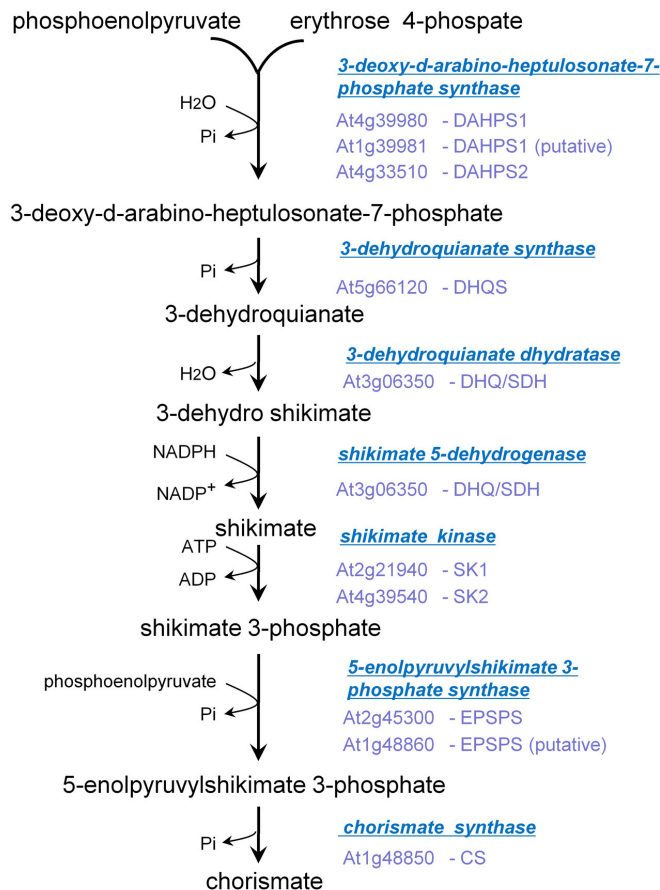 phosphoenolpyruvate erythrose 4-phospate
3-deoxy-d-arabino-heptulosonate-7-
phosphate synthase
H2O
At4g39980 - DAHPS1
Pi
At1g39981 - DAHPS1 (putative)
At4g33510 - DAHPS2
3-deoxy-d-arabino-heptulosonate-7-phosphate
3-dehydroquianate synthase
Pi
At5g66120 - DHQS
3-dehydroquianate
3-dehydroquianate dhydratase
H2O
At3g06350 - DHQ/SDH
3-dehydro shikimate
NADPH
shikimate 5-dehydrogenase
NADP+
At3g06350 - DHQ/SDH
shikimate
shikimate kinase
ATP
At2g21940 - SK1
ADP
At4g39540 - SK2
shikimate 3-phosphate
5-enolpyruvylshikimate 3-
phosphate synthase
phosphoenolpyruvate
Pi
At2g45300 - EPSPS
At1g48860 - EPSPS (putative)
5-enolpyruvylshikimate 3-phosphate
chorismate synthase
Pi
At1g48850 - CS
chorismate